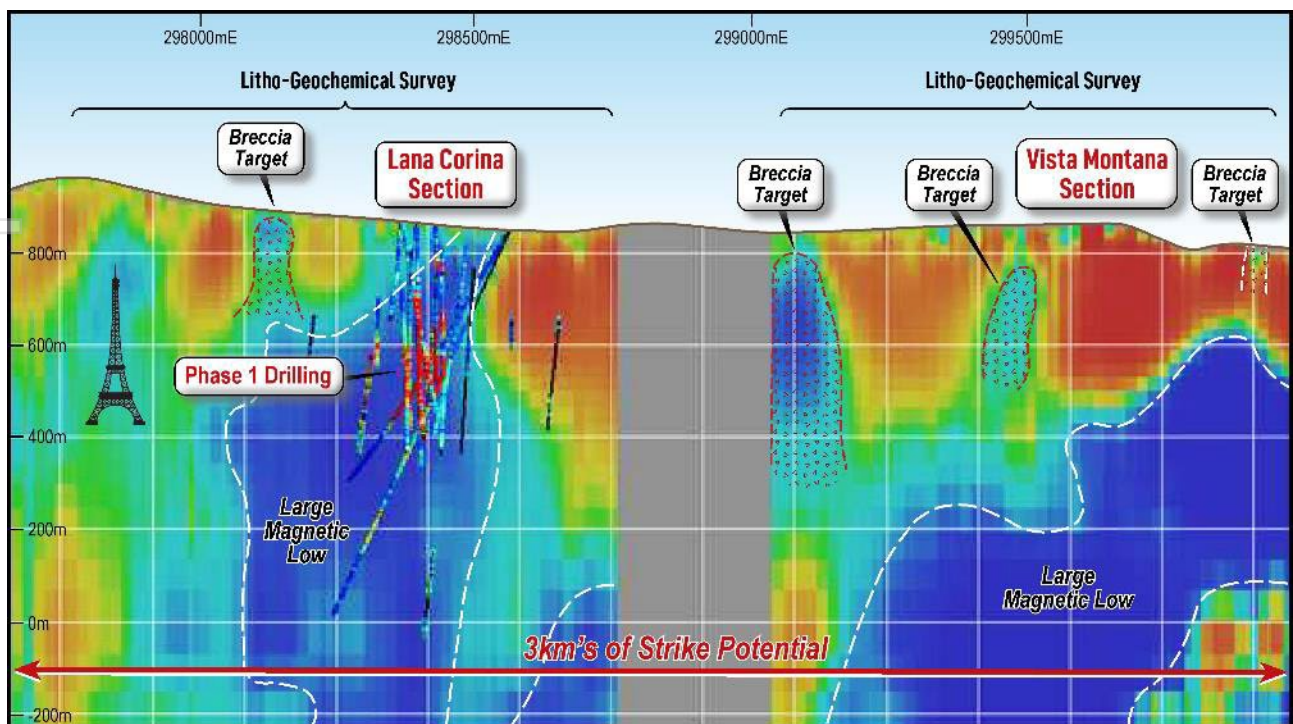 298000mE
298500mE
299000mE
299500mE
Litho-Geochemical Survey
Litho-Geochemical Survey
Breccia
Target
Lana Corina
Section
Breccia
Target
Breccia
Target
Vista Montana
Section
Breccia
Target
800m
600m
Phase 1 Drilling
400m
Large
Magnetic
Low
200m
Large
Magnetic Low
0m
3km's of Strike Potential
-200m